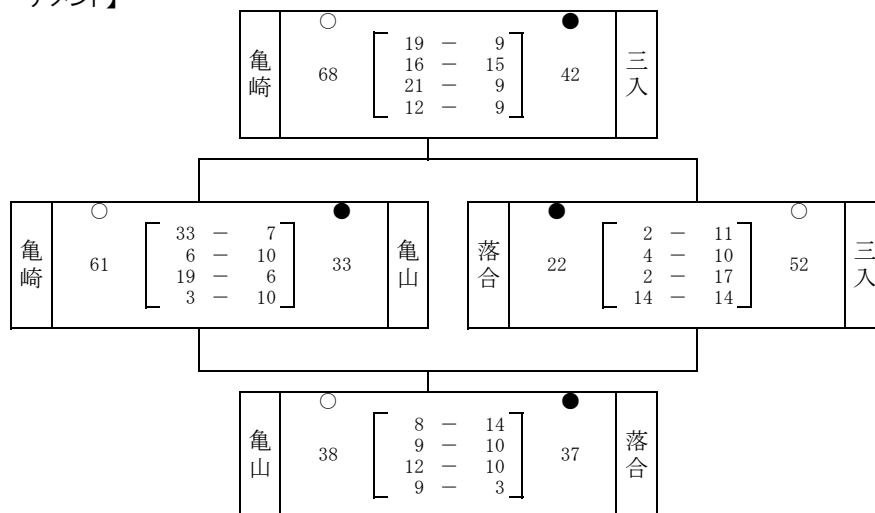 ナメント】
○ ●
亀崎 68 19 － 9 42 三入
16 － 15
21 － 9
12 － 9
○ ●
亀崎 61 33 － 7 33 亀山
6 － 10
19 － 6
3 － 10
● ○
落合 22 2 － 11 52 三入
4 － 10
2 － 17
14 － 14
○ ●
亀山 38 8 － 14 37 落合
9 － 10
12 － 10
9 － 3